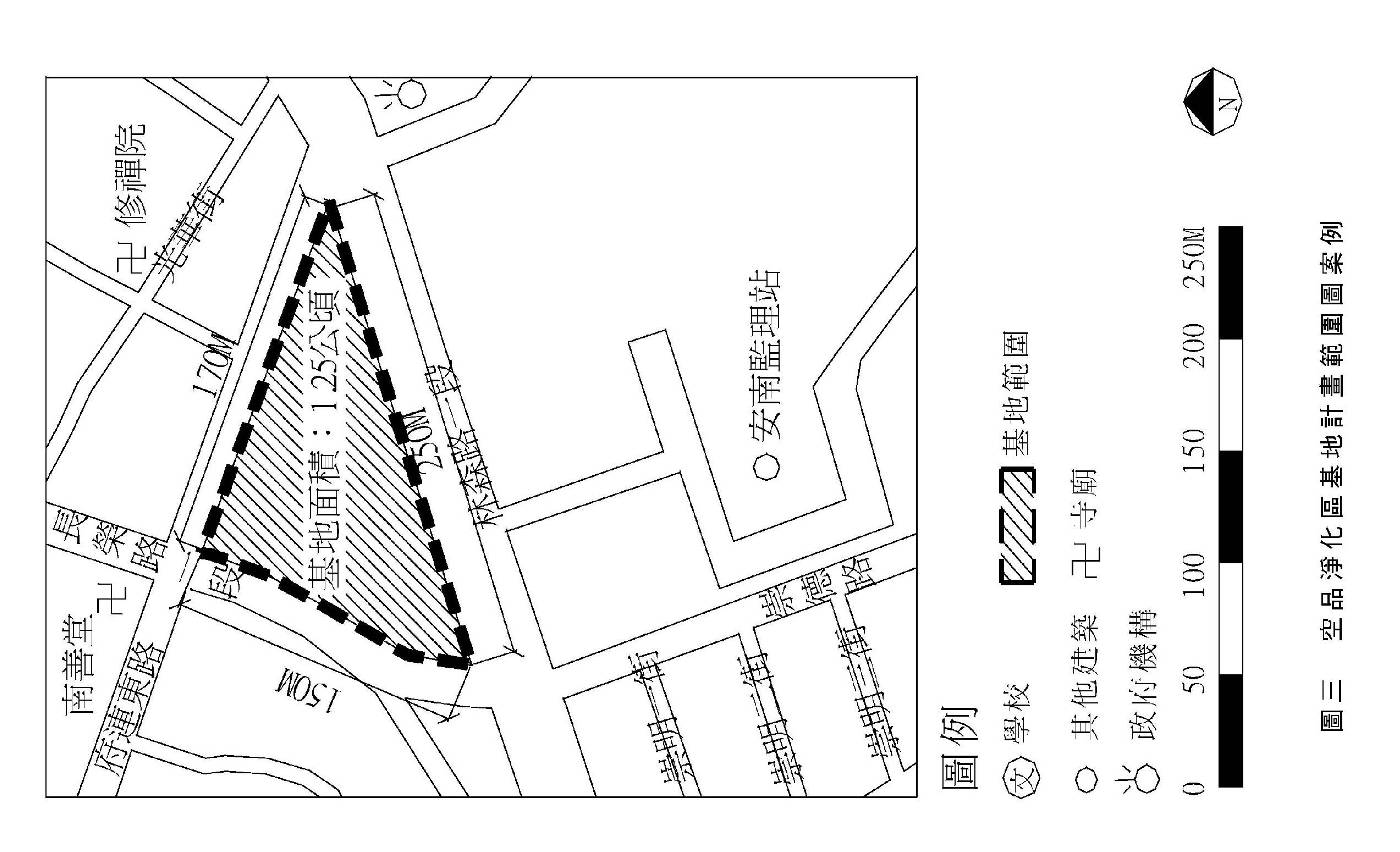 南善堂
修禪院
長榮路
府連東路
光華街
170M
段
150M
基地面積：1.25公頃
250M
林森路一段
安南監理站
崇德路
崇明一街
崇明二街
崇明三街
圖例
文 學校
基地範圍
其他建築
寺廟
政府機構
0 50 100 150 200 250M
N
圖三 空品淨化區基地計畫範圍圖案例